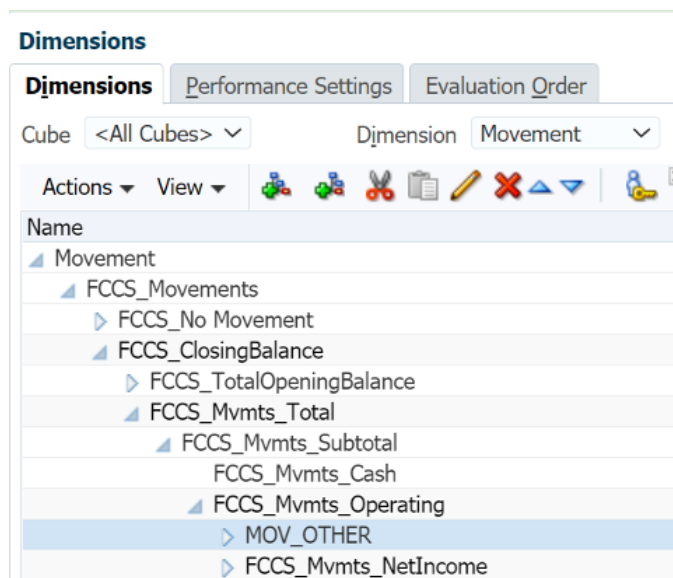 Dimensions
Dimensions Performance Settings Evaluation Order
Cube <All Cubes> Dimension Movement
Actions View
Name
Movement
FCCS_Movements
FCCS_No Movement
FCCS_ClosingBalance
FCCS_TotalOpeningBalance
FCCS_Mvmts_Total
FCCS_Mvmts_Subtotal
FCCS_Mvmts_Cash
FCCS_Mvmts_Operating
MOV_OTHER
FCCS_Mvmts_NetIncome